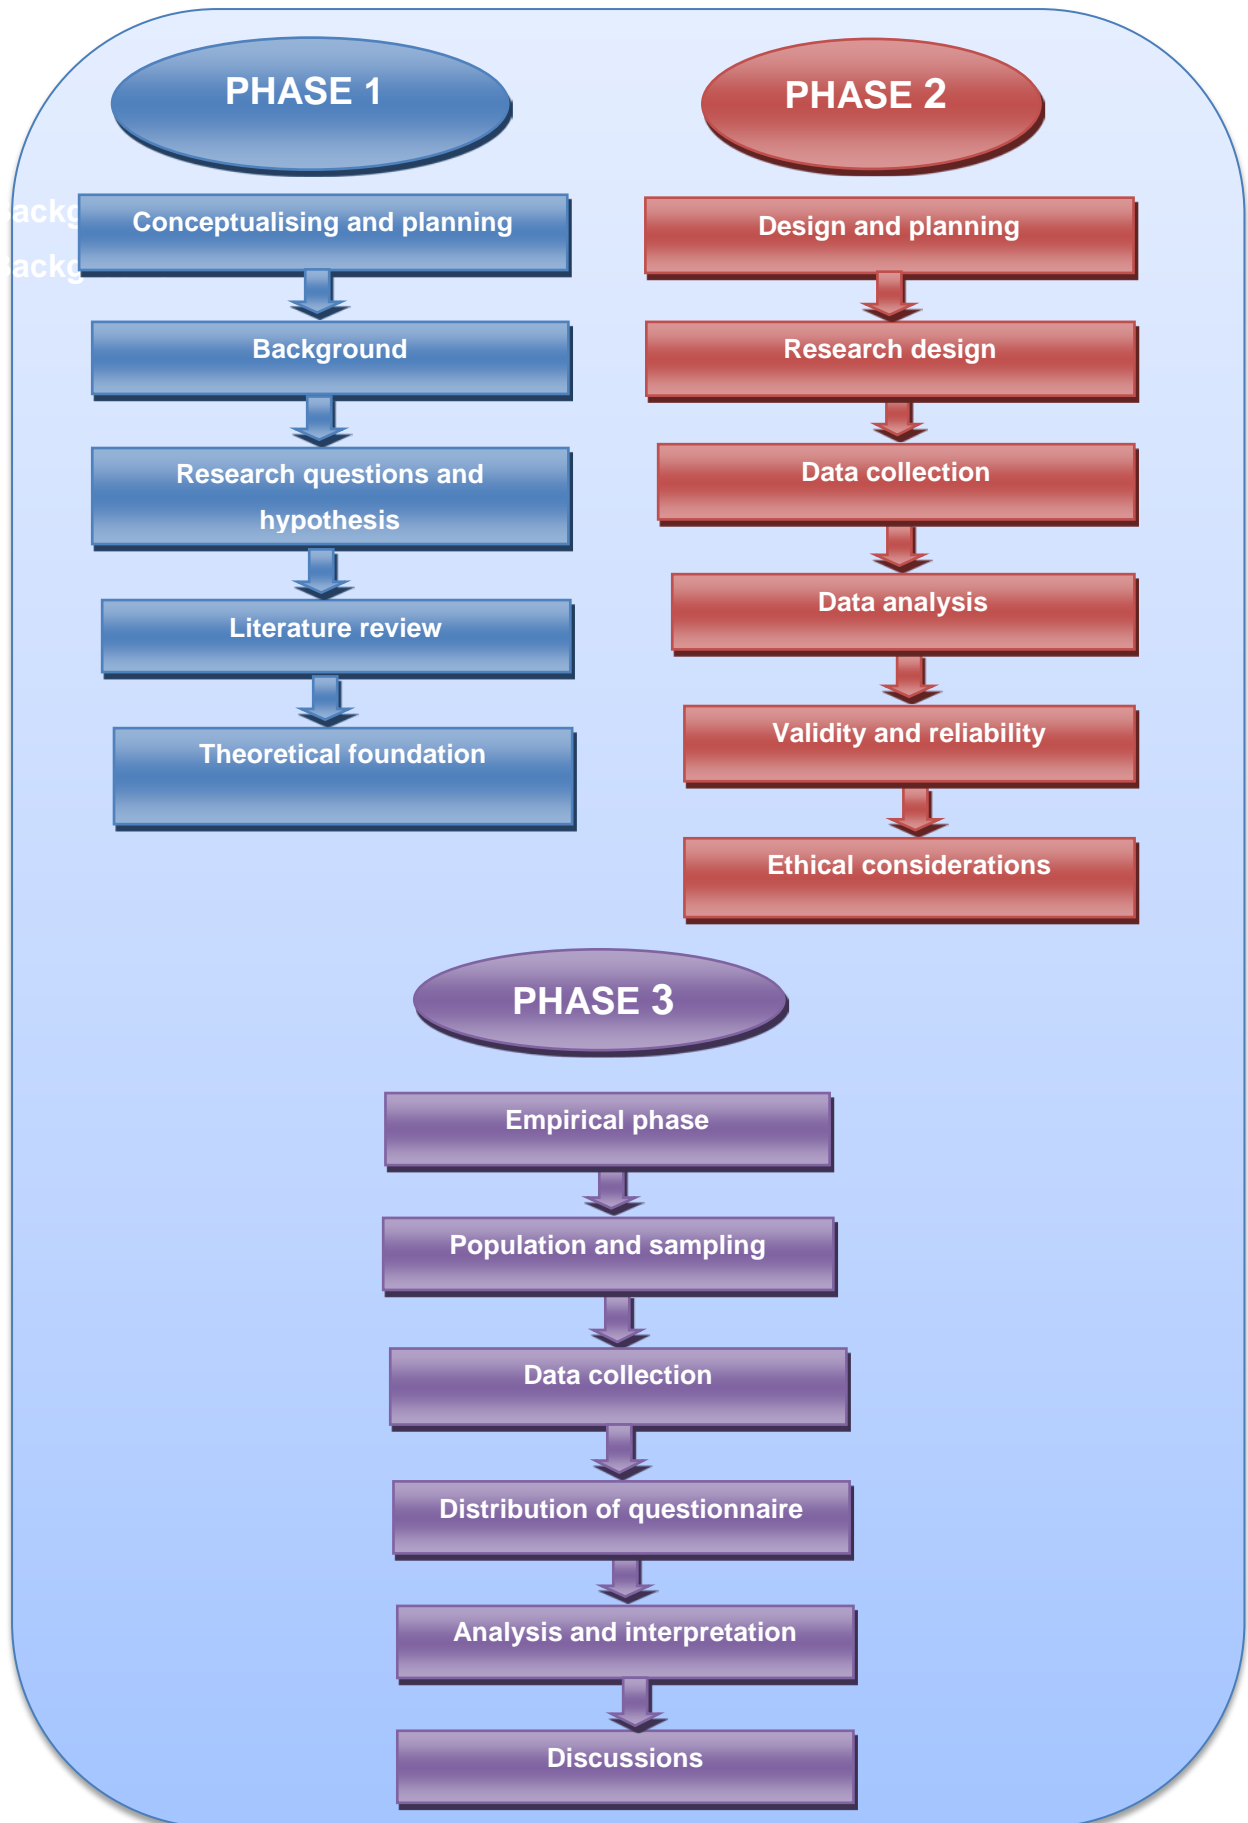 PHASE 1
Conceptualising and planning
Background
Research questions and
hypothesis
Literature review
Theoretical foundation
PHASE 2
Design and planning
Research design
Data collection
Data analysis
Validity and reliability
Ethical considerations
PHASE 3
Empirical phase
Population and sampling
Data collection
Distribution of questionnaire
Analysis and interpretation
Discussions